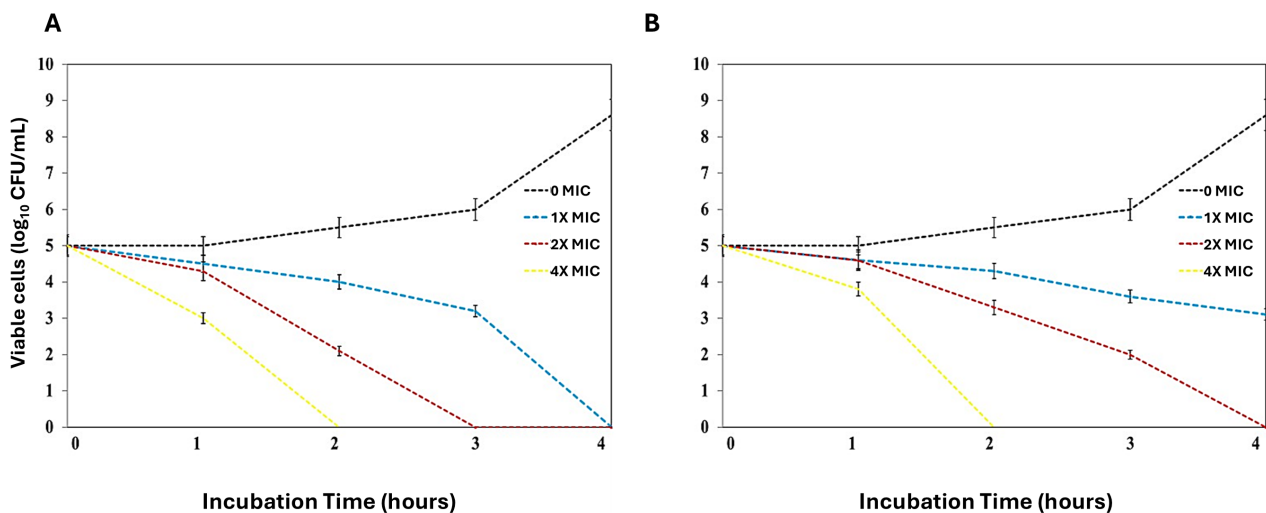 A
B
Viable cells (log10 CFU/mL)
10
9
8
7
6
5
4
3
2
1
0
0 1 2 3 4
0 MIC
1X MIC
2X MIC
4X MIC
Incubation Time (hours)
10
9
8
7
6
5
4
3
2
1
0
0 1 2 3 4
0 MIC
1X MIC
2X MIC
4X MIC
Incubation Time (hours)